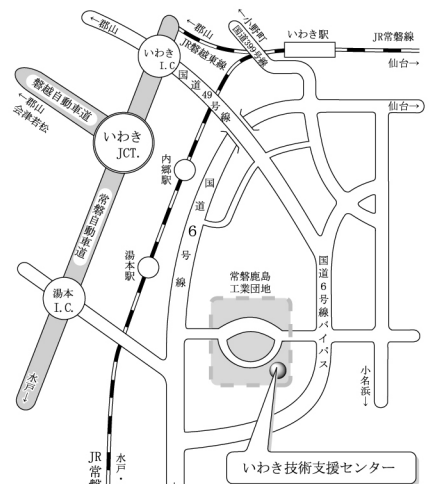 ←郡山
←郡山
←小野町
国道399号線
いわき駅
JR常磐線
仙台→
いわき
I.C.
JR磐越東線
国道49号線
仙台→
磐越自動車道
←郡山
会津若松
いわき
JCT.
内郷駅
国道6号線
常磐自動車道
湯本駅
常磐鹿島
工業団地
国道6号線バイパス
湯本
I.C.
水戸→
小名浜→
いわき技術支援センター
JR常磐
水戸・